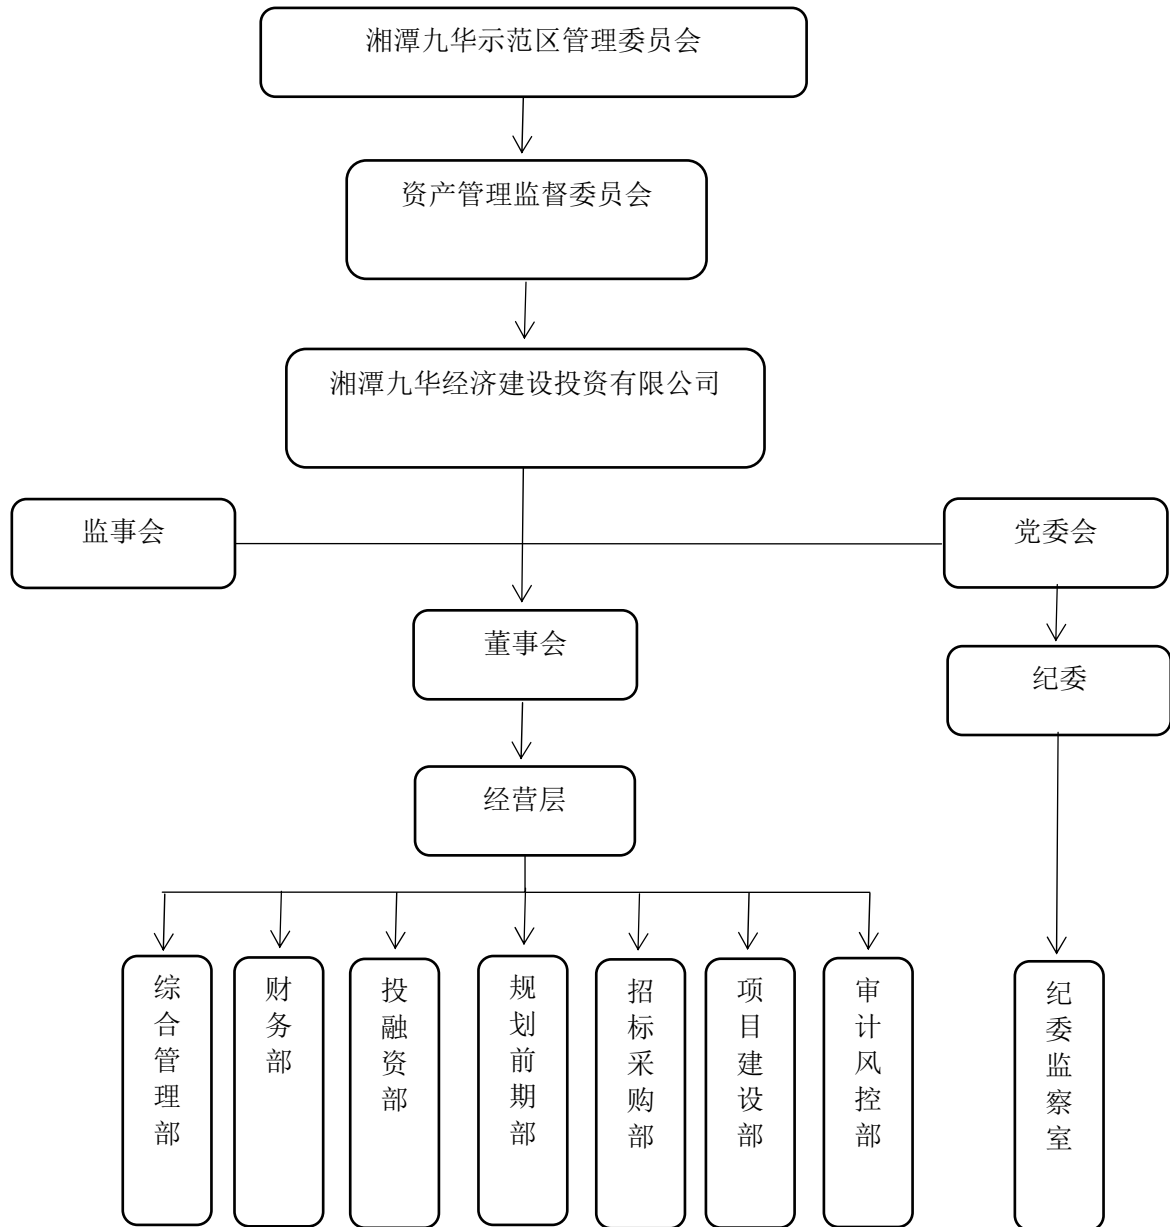 湘潭九华示范区管理委员会
资产管理监督委员会
湘潭九华经济建设投资有限公司
监事会
党委会
董事会
纪委
经营层
综合管理部
财务部
投融资部
规划前期部
招标采购部
项目建设部
审计风控部
纪委监察室